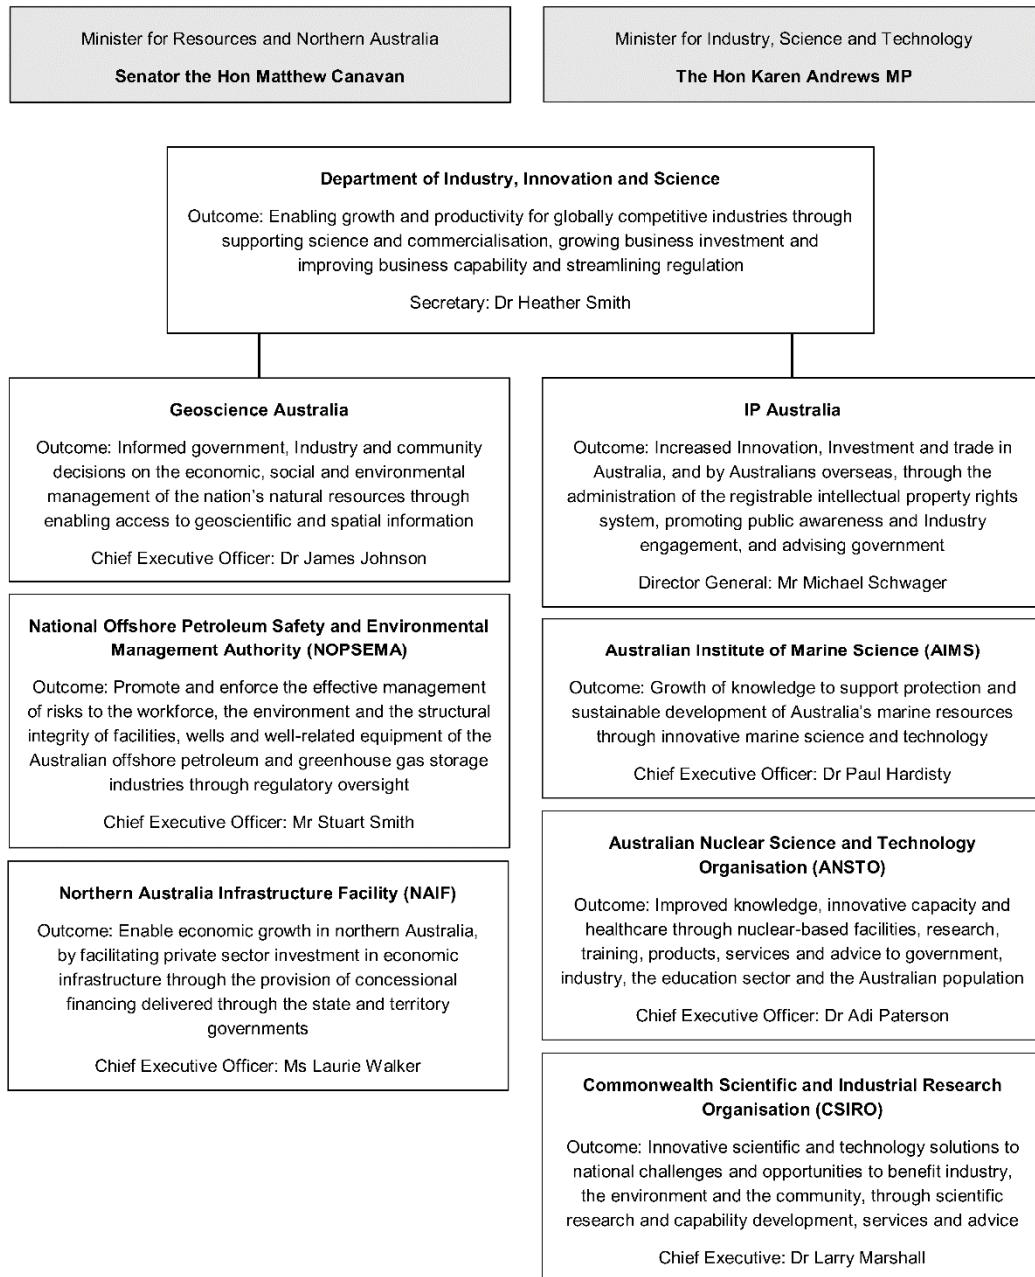 Minister for Resources and Northern Australia
Senator the Hon Matthew Canavan
Minister for Industry, Science and Technology
The Hon Karen Andrews MP
Department of Industry, Innovation and Science
Outcome: Enabling growth and productivity for globally competitive industries through
supporting science and commercialisation, growing business investment and
improving business capability and streamlining regulation
Secretary: Dr Heather Smith
Geoscience Australia
Outcome: Informed government, Industry and community
decisions on the economic, social and environmental
management of the nation's natural resources through
enabling access to geoscientific and spatial information
Chief Executive Officer: Dr James Johnson
National Offshore Petroleum Safety and Environmental
Management Authority (NOPSEMA)
Outcome: Promote and enforce the effective management
of risks to the workforce, the environment and the structural
integrity of facilities, wells and well-related equipment of the
Australian offshore petroleum and greenhouse gas storage
industries through regulatory oversight
Chief Executive Officer: Mr Stuart Smith
Northern Australia Infrastructure Facility (NAIF)
Outcome: Enable economic growth in northern Australia,
by facilitating private sector investment in economic
infrastructure through the provision of concessional
financing delivered through the state and territory
governments
Chief Executive Officer: Ms Laurie Walker
IP Australia
Outcome: Increased Innovation, Investment and trade in
Australia, and by Australians overseas, through the
administration of the registrable intellectual property rights
system, promoting public awareness and Industry
engagement, and advising government
Director General: Mr Michael Schwager
Australian Institute of Marine Science (AIMS)
Outcome: Growth of knowledge to support protection and
sustainable development of Australia's marine resources
through innovative marine science and technology
Chief Executive Officer: Dr Paul Hardisty
Australian Nuclear Science and Technology
Organisation (ANSTO)
Outcome: Improved knowledge, innovative capacity and
healthcare through nuclear-based facilities, research,
training, products, services and advice to government,
industry, the education sector and the Australian population
Chief Executive Officer: Dr Adi Paterson
Commonwealth Scientific and Industrial Research
Organisation (CSIRO)
Outcome: Innovative scientific and technology solutions to
national challenges and opportunities to benefit industry,
the environment and the community, through scientific
research and capability development, services and advice
Chief Executive: Dr Larry Marshall